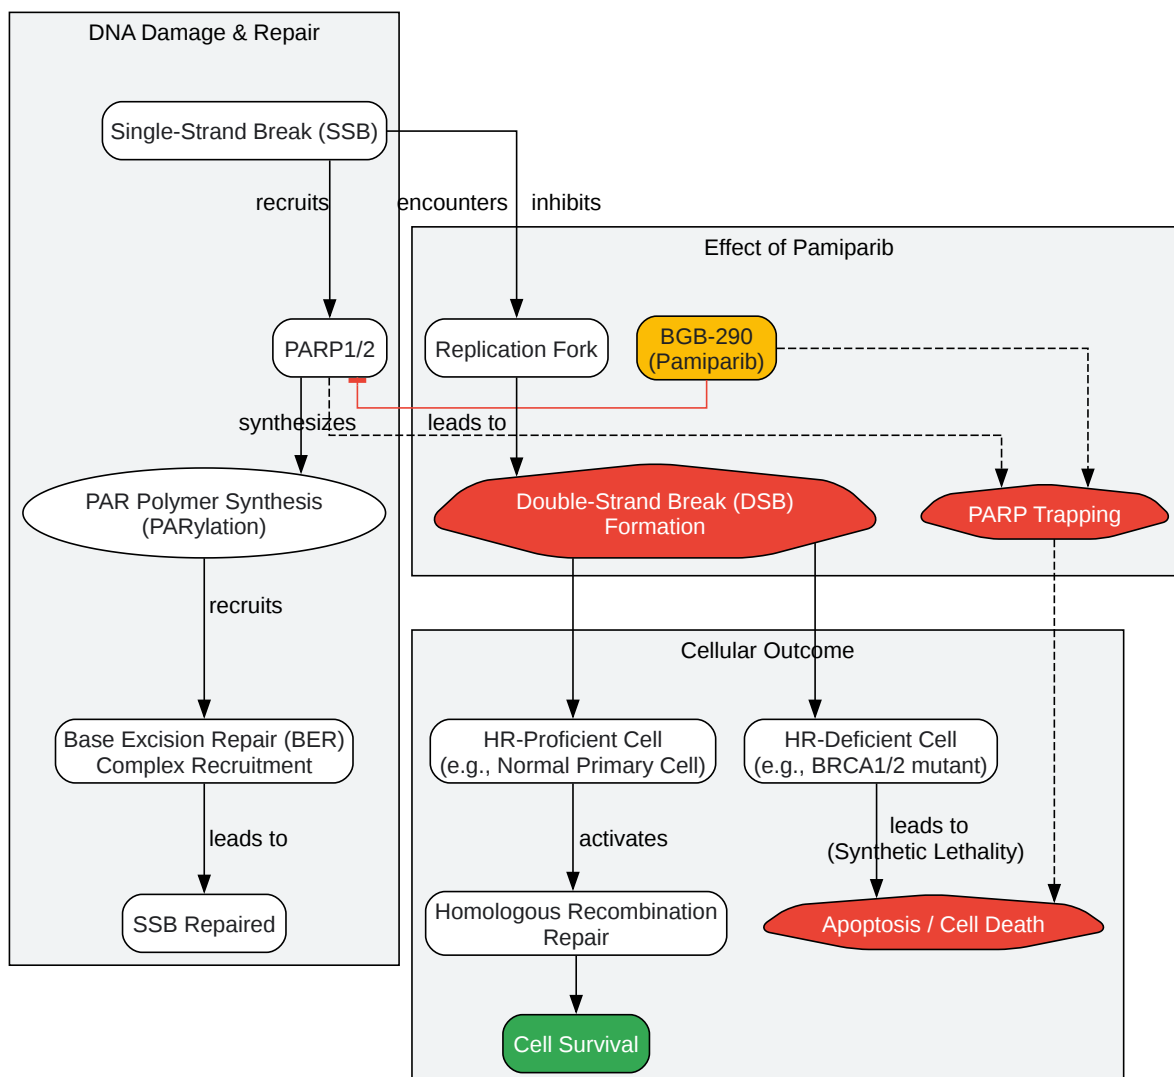 DNA Damage & Repair
Single-Strand Break (SSB)
recruits
encounters
inhibits
Effect of Pamiparib
PARP1/2
Replication Fork
BGB-290
(Pamiparib)
synthesizes
leads to
PAR Polymer Synthesis
(PARylation)
Double-Strand Break (DSB)
Formation
PARP Trapping
recruits
Cellular Outcome
Base Excision Repair (BER)
Complex Recruitment
HR-Proficient Cell
(e.g., Normal Primary Cell)
HR-Deficient Cell
(e.g., BRCA1/2 mutant)
leads to
activates
leads to
(Synthetic Lethality)
SSB Repaired
Homologous Recombination
Repair
Apoptosis / Cell Death
Cell Survival